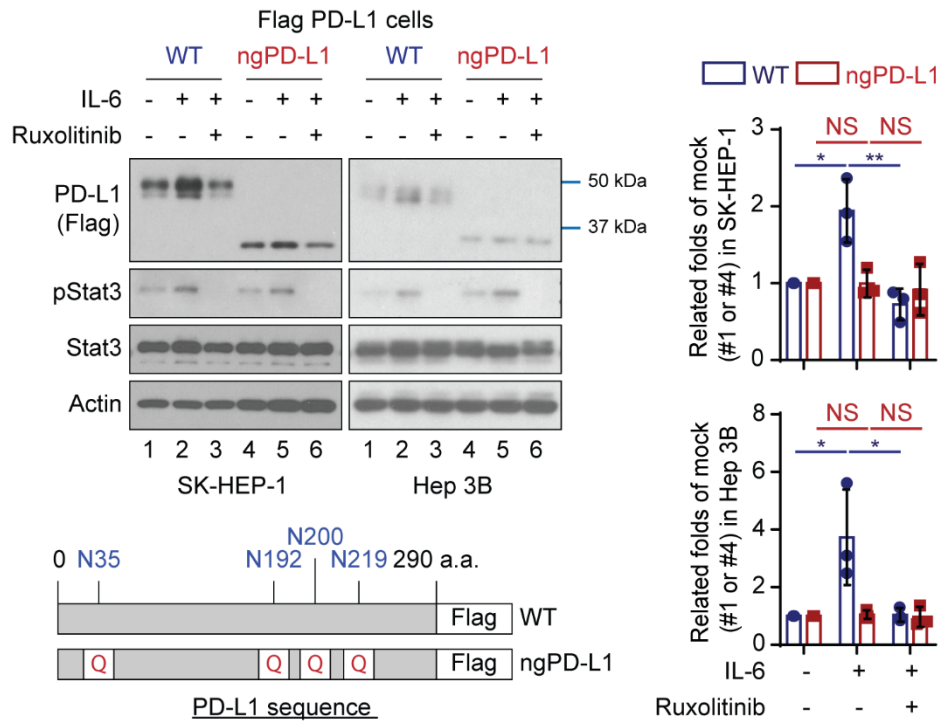 Flag PD-L1 cells
WT ngPD-L1 WT ngPD-L1
IL-6 - + + - + + - + + - + +
Ruxolitinib - - + - - + - - + - - +
PD-L1
(Flag)
50 kDa
37 kDa
pStat3
Stat3
Actin
1 2 3 4 5 6 1 2 3 4 5 6
SK-HEP-1 Hep 3B
0 N35 N192 N200 N219 290 a.a.
Flag WT
Q Q Q Q Flag ngPD-L1
PD-L1 sequence
WT ngPD-L1
Related folds of mock
(#1 or #4) in SK-HEP-1
3
2
1
0
NS NS
* **
Related folds of mock
(#1 or #4) in Hep 3B
8
6
4
2
0
NS NS
* *
IL-6 - + +
Ruxolitinib - - +